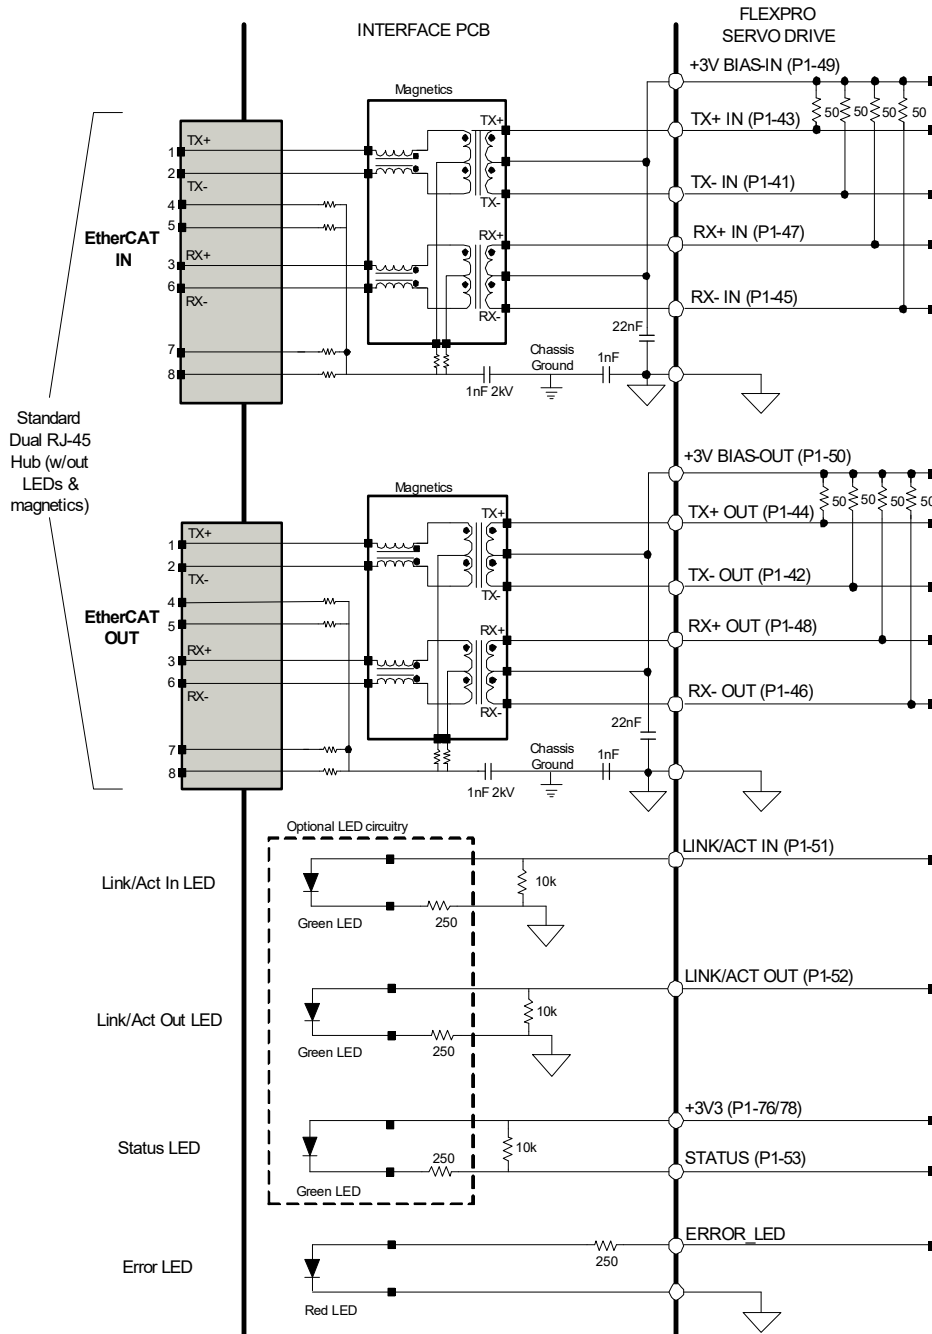 INTERFACE PCB
FLEXPRO
SERVO DRIVE
+3V BIAS-IN (P1-49)
50
50
50
50
Magnetics
TX+
TX+ IN (P1-43)
TX-
TX- IN (P1-41)
RX+
RX+ IN (P1-47)
RX-
RX- IN (P1-45)
EtherCAT
IN
1
TX+
2
TX-
4
5
3
RX+
6
RX-
7
8
22nF
Chassis
Ground
1nF
1nF 2kV
Standard
Dual RJ-45
Hub (w/out
LEDs &
magnetics)
+3V BIAS-OUT (P1-50)
50
50
50
50
Magnetics
TX+
TX+ OUT (P1-44)
TX-
TX- OUT (P1-42)
RX+
RX+ OUT (P1-48)
RX-
RX- OUT (P1-46)
EtherCAT
OUT
1
TX+
2
TX-
4
5
3
RX+
6
RX-
7
8
22nF
Chassis
Ground
1nF
1nF 2kV
Optional LED circuitry
LINK/ACT IN (P1-51)
Link/Act In LED
10k
Green LED
250
LINK/ACT OUT (P1-52)
Link/Act Out LED
10k
Green LED
250
+3V3 (P1-76/78)
Status LED
10k
250
STATUS (P1-53)
Green LED
ERROR_LED
Error LED
250
Red LED